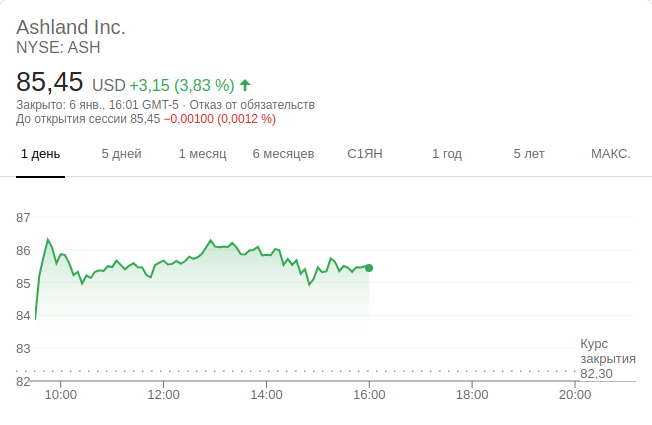 Ashland Inc.
NYSE: ASH
85,45 USD +3,15 (3,83 %)
Закрыто: 6 янв., 16:01 GMT-5 · Отказ от обязательств
До открытия сессии 85,45 −0,00100 (0,0012 %)
1 день 5 дней 1 месяц 6 месяцев С1ЯН 1 год 5 лет МАКС.
87
86
85
84
83
Курс
закрытия
82,30
82
10:00 12:00 14:00 16:00 18:00 20:00